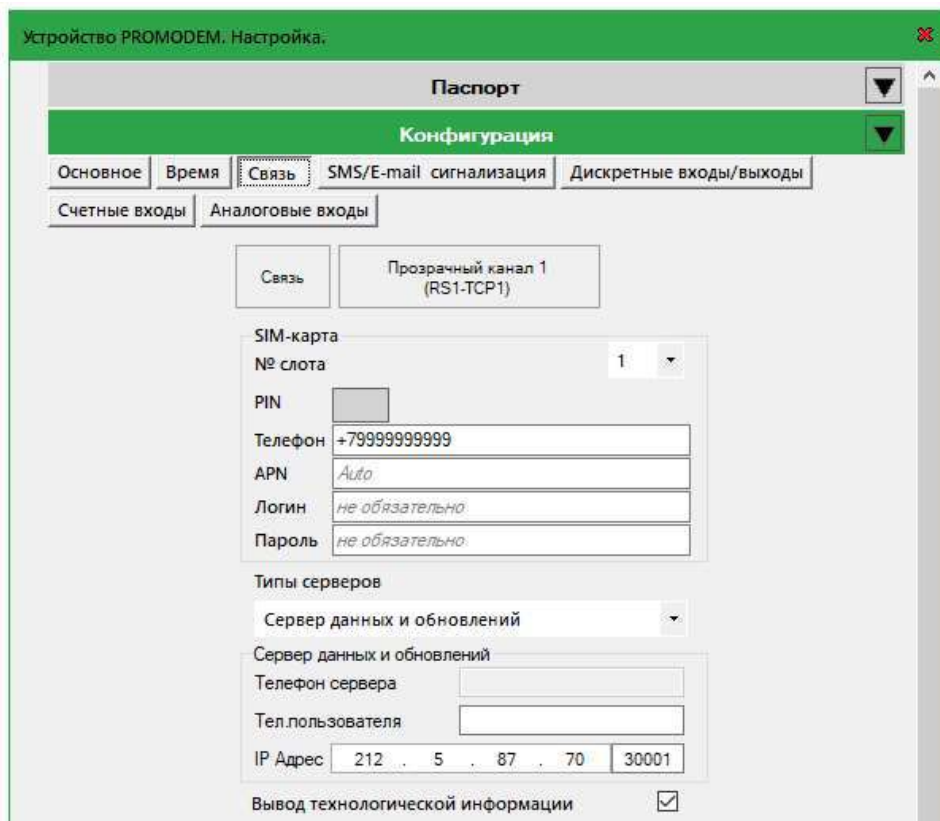 Устройство PROMODEM. Настройка.
Паспорт
Конфигурация
Основное Время Связь SMS/E-mail сигнализация Дискретные входы/выходы
Счетные входы Аналоговые входы
Связь Прозрачный канал 1
(RS1-TCP1)
SIM-карта
№ слота 1
PIN
Телефон +79999999999
APN Auto
Логин не обязательно
Пароль не обязательно
Типы серверов
Сервер данных и обновлений
Сервер данных и обновлений
Телефон сервера
Тел.пользователя
IP Адрес 212 . 5 . 87 . 70 30001
Вывод технологической информации